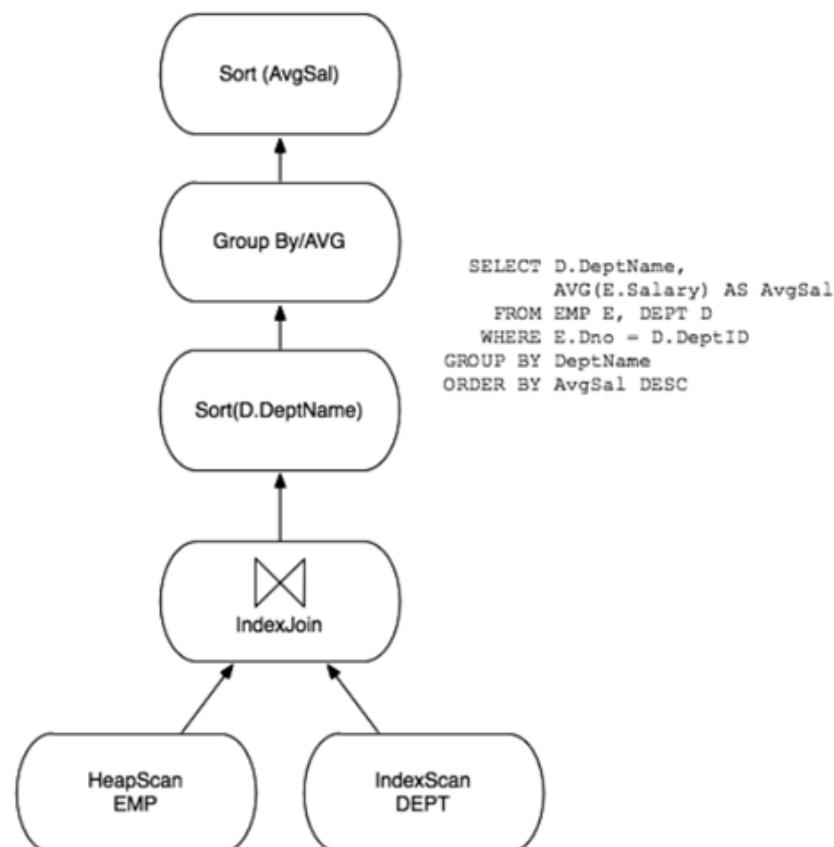 Sort (AvgSal)
Group By/AVG
SELECT D.DeptName,
AVG(E.Salary) AS AvgSal
FROM EMP E, DEPT D
WHERE E.Dno = D.DeptID
GROUP BY DeptName
ORDER BY AvgSal DESC
Sort(D.DeptName)
IndexJoin
HeapScan
EMP
IndexScan
DEPT